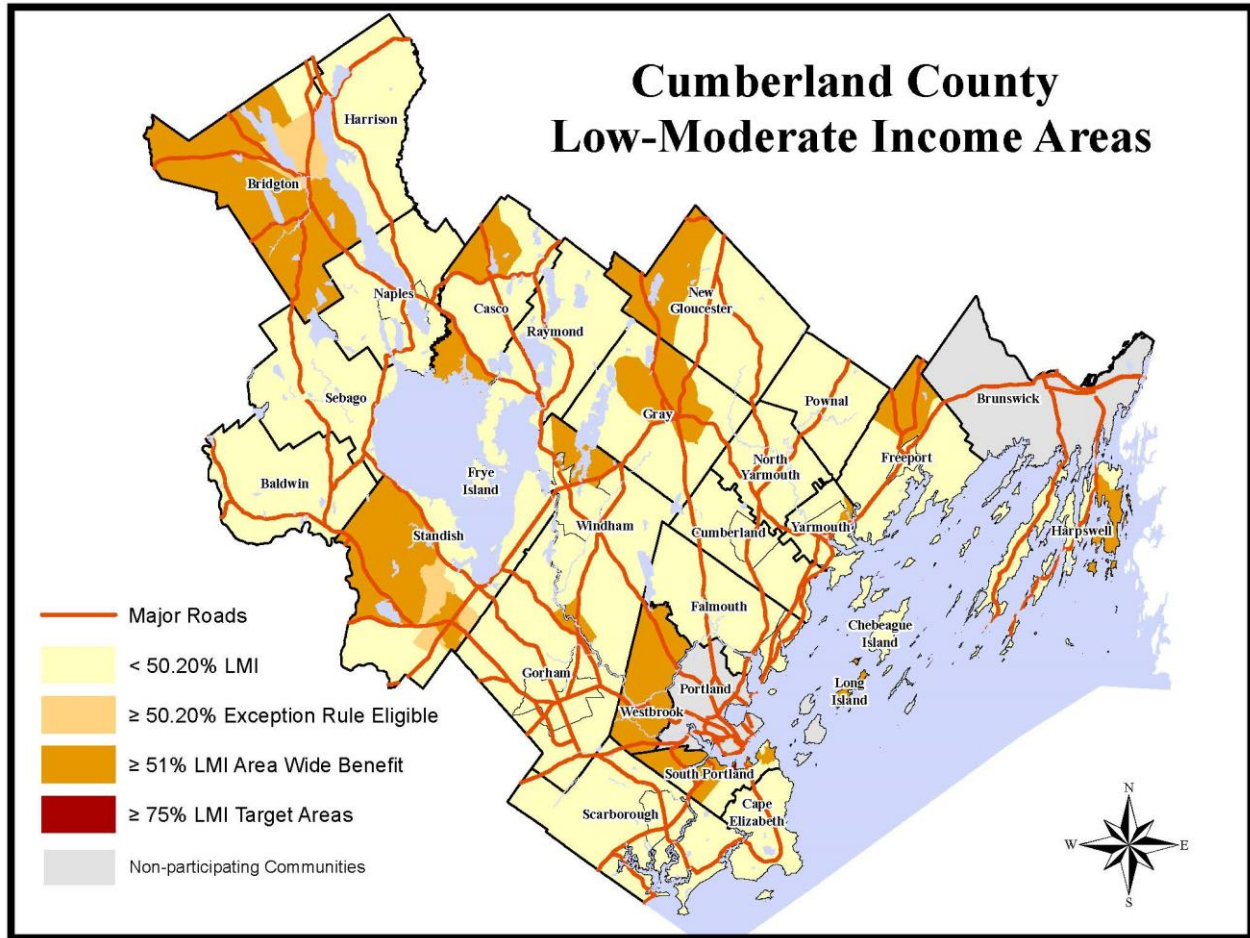 Cumberland County
Low-Moderate Income Areas
Harrison
Bridgton
Naples
Casco
Raymond
New
Gloucester
Sebago
Gray
Pownal
Brunswick
Baldwin
Frye
Island
North
Yarmouth
Freeport
Standish
Windham
Cumberland
Yarmouth
Harpswell
Falmouth
Chebeague
Island
Gorham
Portland
Long
Island
Westbrook
South Portland
Scarborough
Cape
Elizabeth
Major Roads
< 50.20% LMI
≥ 50.20% Exception Rule Eligible
≥ 51% LMI Area Wide Benefit
≥ 75% LMI Target Areas
Non-participating Communities
N
W
E
S